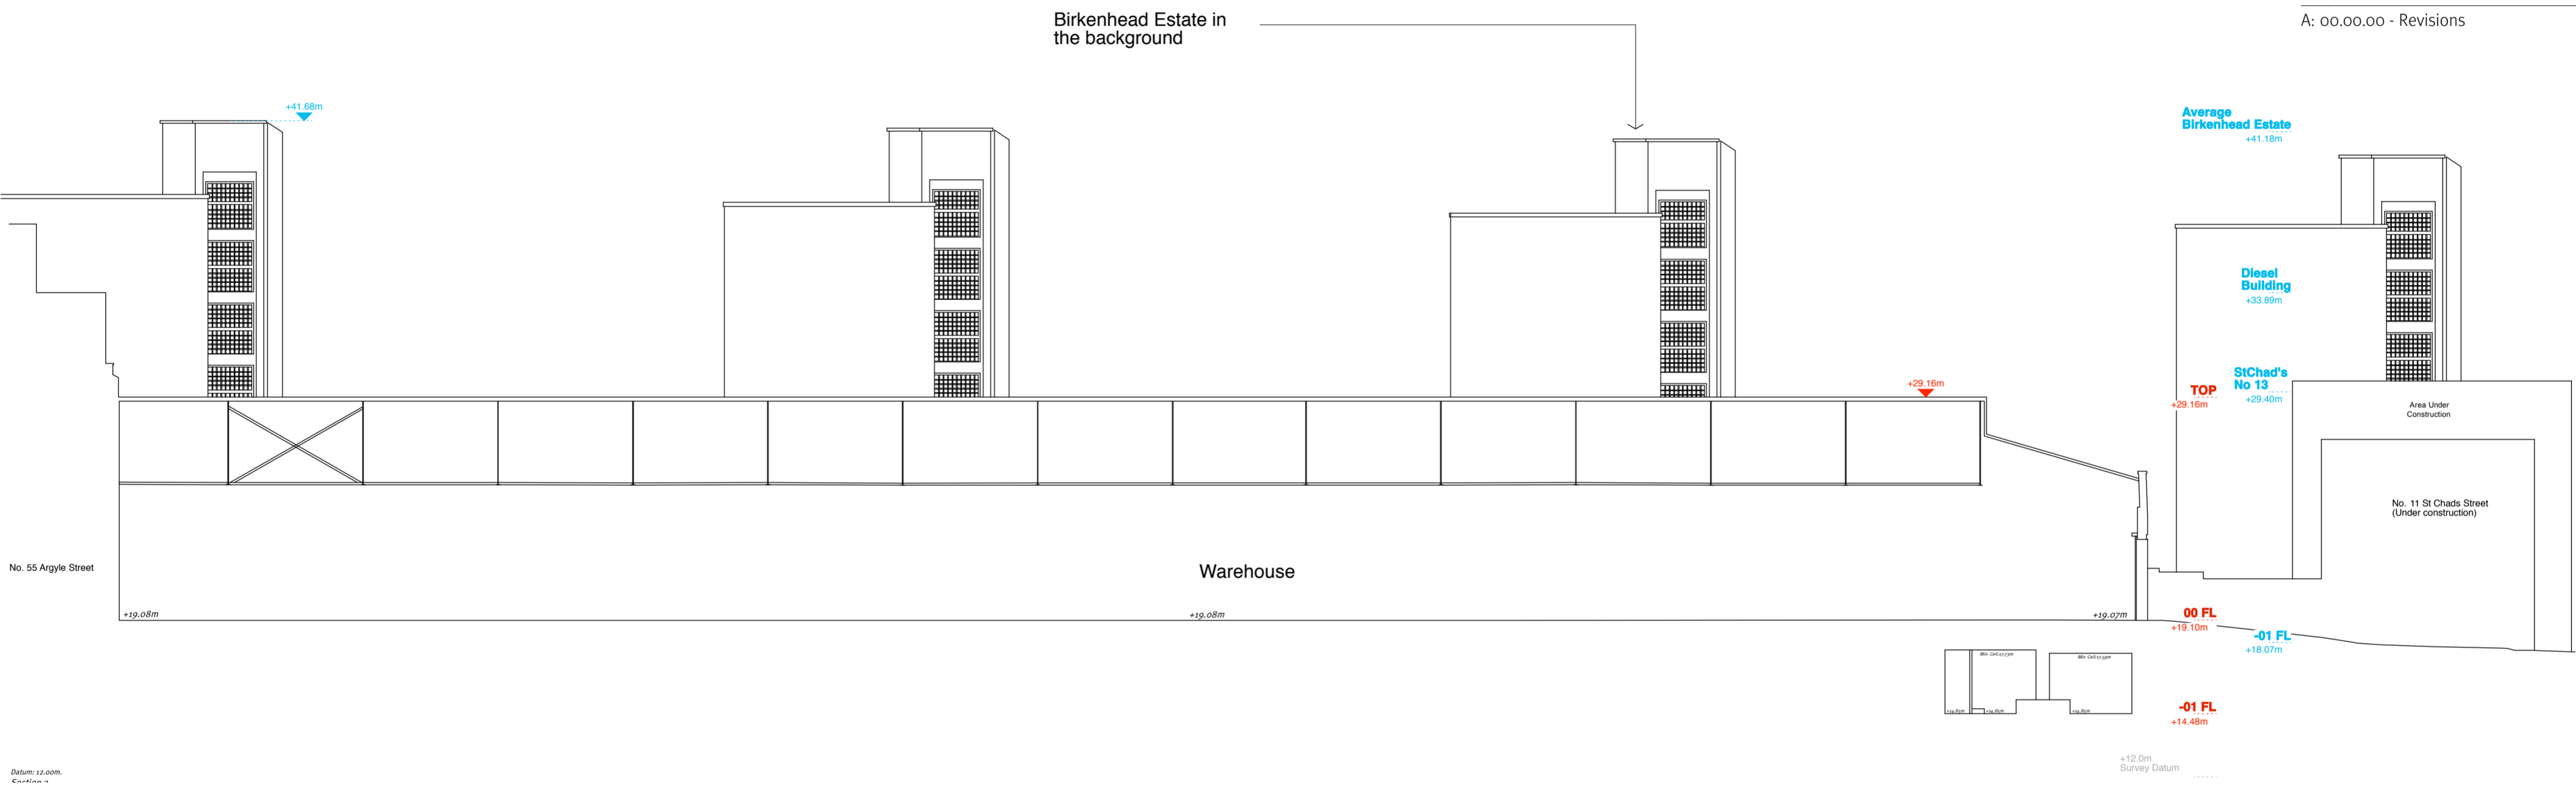 Birkenhead Estate in
the background
A: 00.00.00 - Revisions
+41.68m
Average
Birkenhead Estate
+41.18m
Diesel
Building
+33.89m
+29.16m
TOP
+29.16m
StChad's
No 13
+29.40m
Area Under
Construction
No. 11 St Chads Street
(Under construction)
No. 55 Argyle Street
Warehouse
+19.08m
+19.08m
+19.07m
00 FL
+19.10m
-01 FL
+18.07m
-01 FL
+14.48m
+12.0m
Survey Datum
Datum: 12.00m.